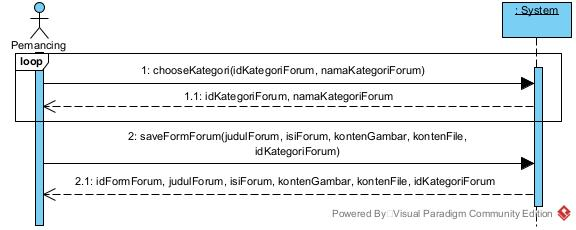 : System
Pemancing
loop
1: chooseKategori(idKategoriForum, namaKategoriForum)
1.1: idKategoriForum, namaKategoriForum
2: saveFormForum(judulForum, isiForum, kontenGambar, kontenFile,
idKategoriForum)
2.1: idFormForum, judulForum, isiForum, kontenGambar, kontenFile, idKategoriForum
Powered By Visual Paradigm Community Edition